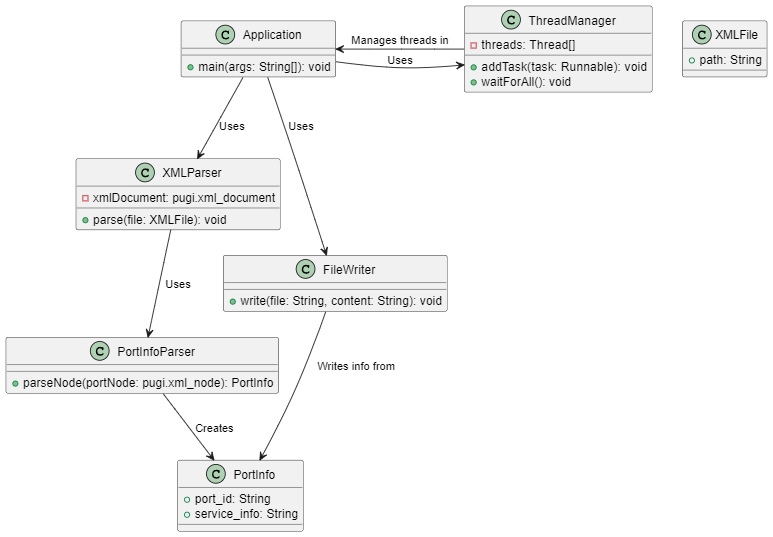 C Application
main(args: String[]): void
Manages threads in
Uses
C ThreadManager
threads: Thread[]
addTask(task: Runnable): void
waitForAll(): void
C XMLFile
path: String
Uses
Uses
C XMLParser
xmlDocument: pugi.xml_document
parse(file: XMLFile): void
C FileWriter
write(file: String, content: String): void
Uses
C PortInfoParser
parseNode(portNode: pugi.xml_node): PortInfo
Writes info from
Creates
C PortInfo
port_id: String
service_info: String